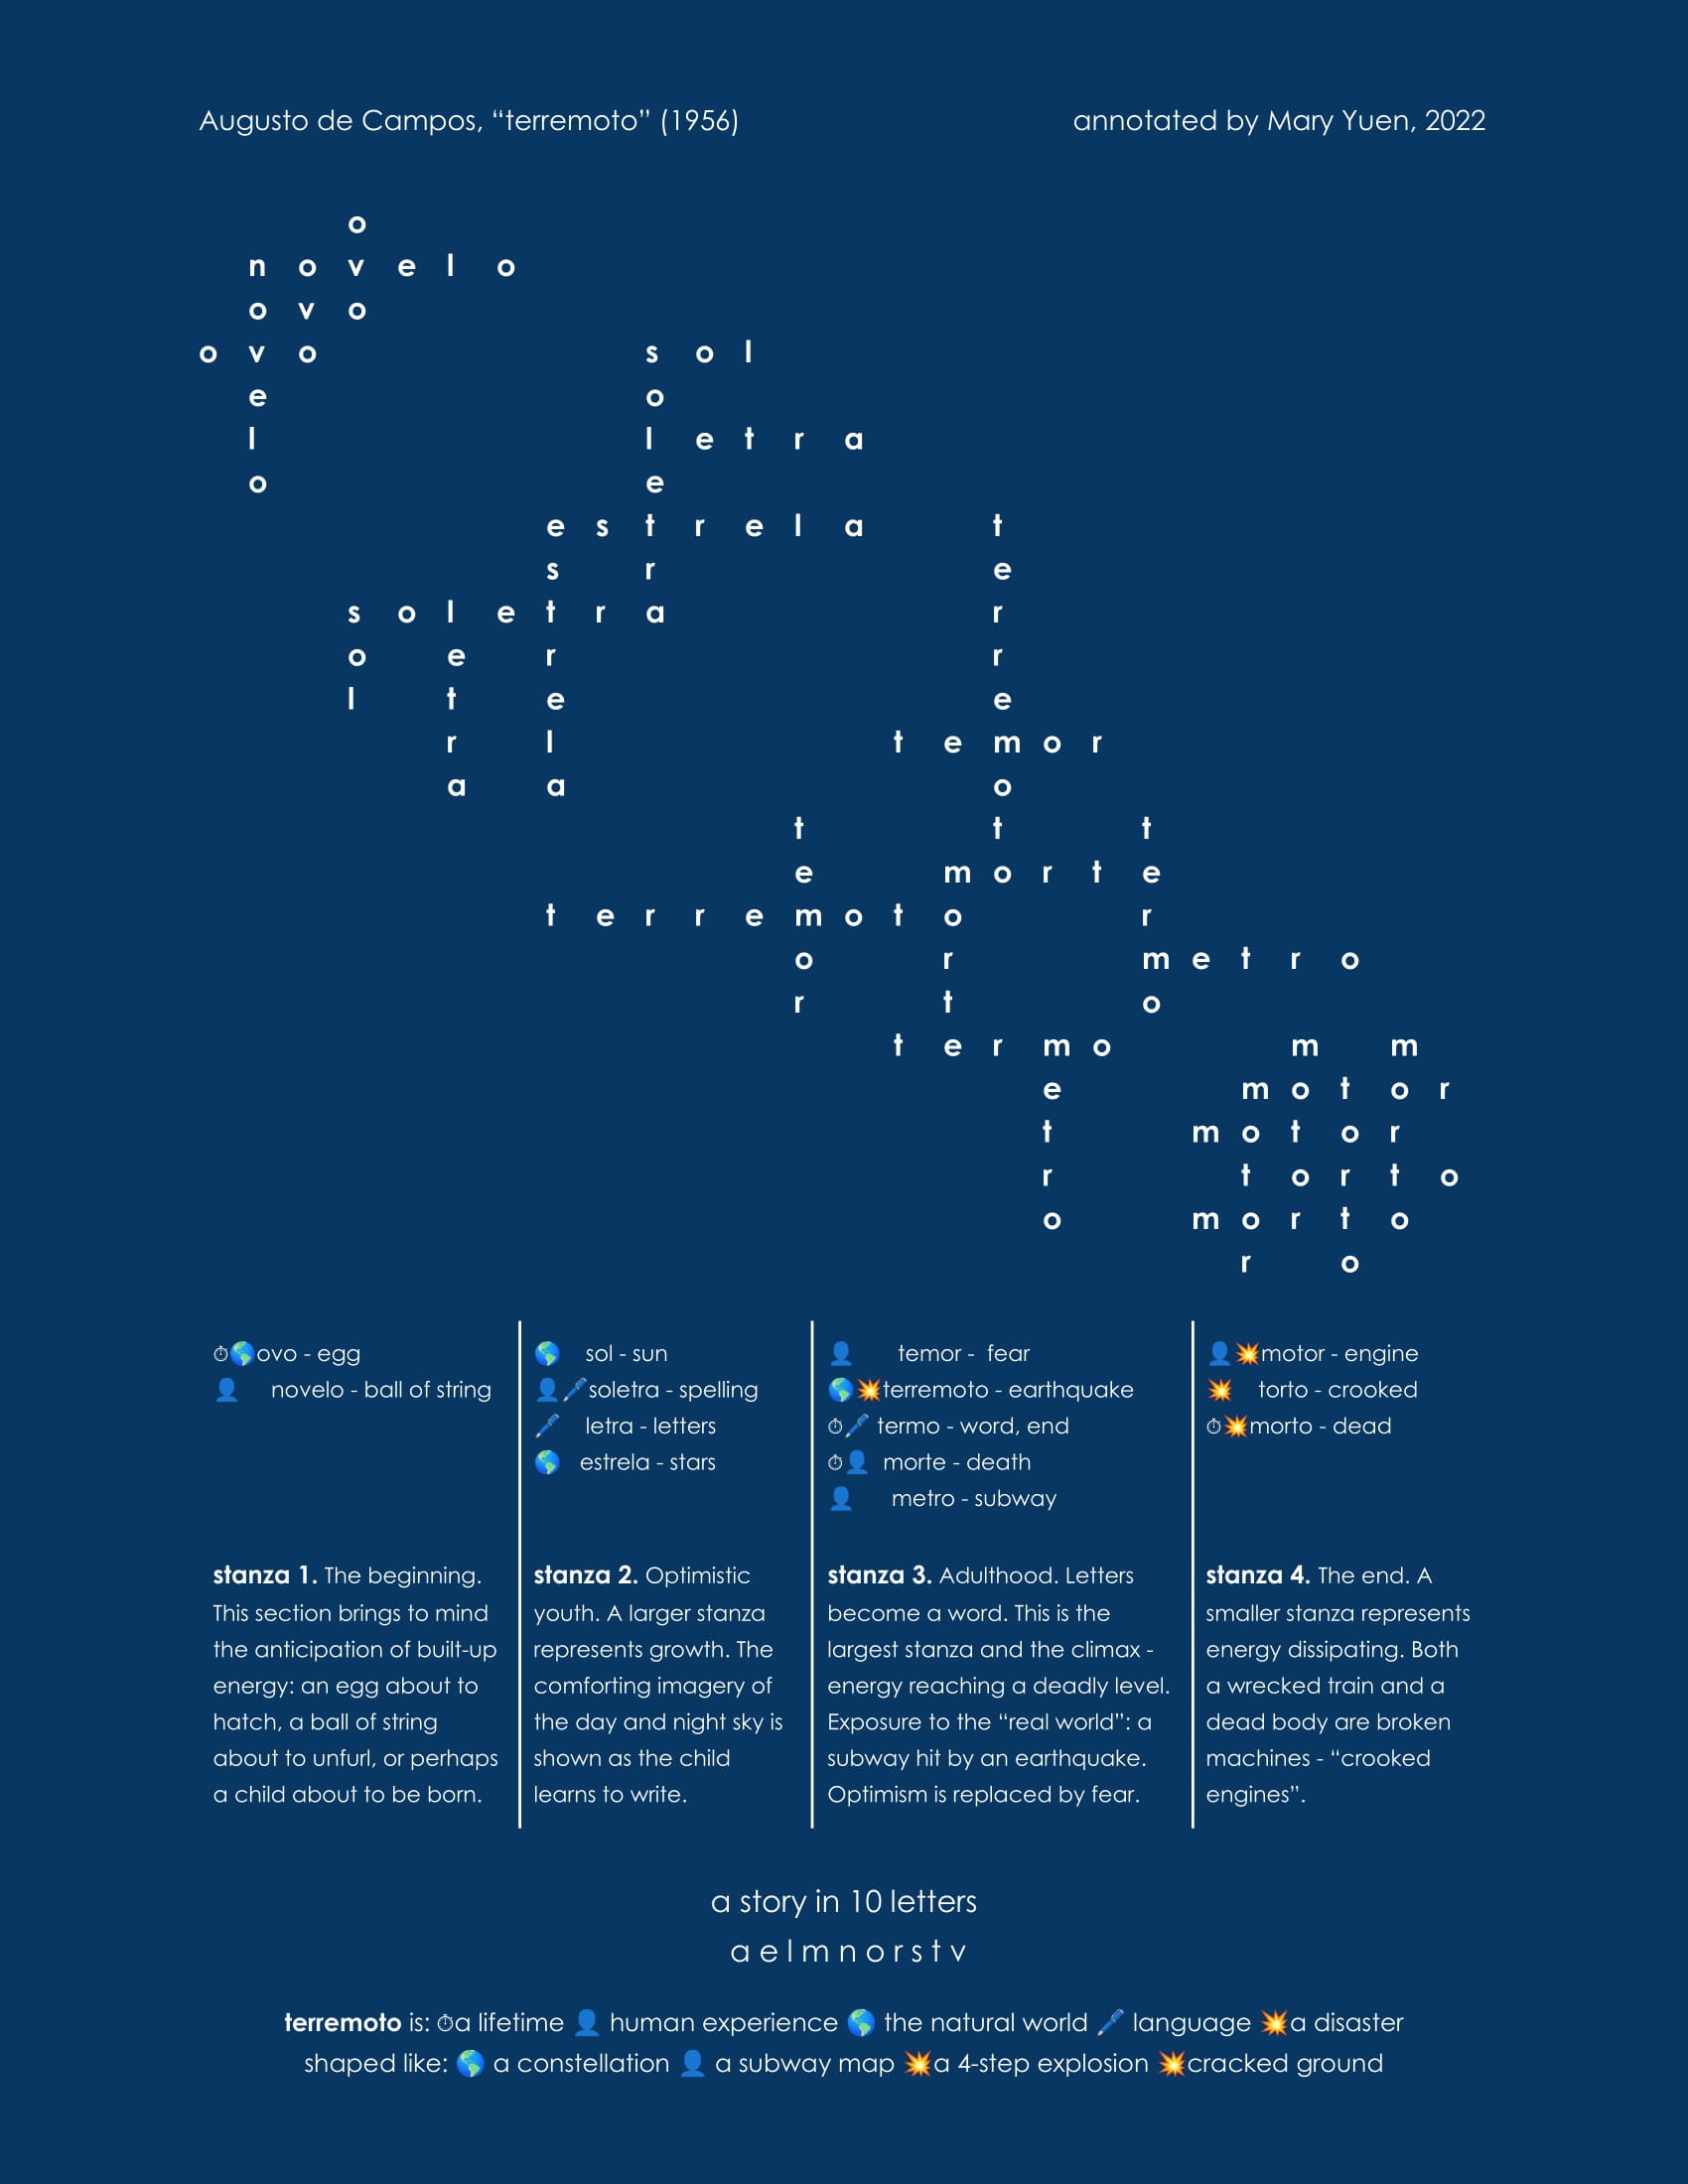 Augusto de Campos, “terremoto” (1956) annotated by Mary Yuen, 2022
o
n o v e l o
o v o
o v o s o l
e o
l l e t r a
o e
e s t r e l a t
s r e
s o l e t r a r
o e r r
l t e e
r l t e m o r
a a o
t t t
e m o r t e
t e r r e m o t o r
o r m e t r o
r t o
t e r m o m m
e m o t o r
t m o t o r
r t o r t o
o m o r t o
r o
⏱🌎ovo - egg
👤 novelo - ball of string
🌎 sol - sun
👤🖊soletra - spelling
🖊 letra - letters
🌎 estrela - stars
👤 temor - fear
🌎💥terremoto - earthquake
⏱🖊 termo - word, end
⏱👤 morte - death
👤 metro - subway
👤💥motor - engine
💥 torto - crooked
⏱💥morto - dead
stanza 1. The beginning.
This section brings to mind
the anticipation of built-up
energy: an egg about to
hatch, a ball of string
about to unfurl, or perhaps
a child about to be born.
stanza 2. Optimistic
youth. A larger stanza
represents growth. The
comforting imagery of
the day and night sky is
shown as the child
learns to write.
stanza 3. Adulthood. Letters
become a word. This is the
largest stanza and the climax -
energy reaching a deadly level.
Exposure to the “real world”: a
subway hit by an earthquake.
Optimism is replaced by fear.
stanza 4. The end. A
smaller stanza represents
energy dissipating. Both
a wrecked train and a
dead body are broken
machines - “crooked
engines”.
a story in 10 letters
a e l m n o r s t v
terremoto is: ⏱a lifetime 👤 human experience 🌎 the natural world 🖊 language 💥a disaster
shaped like: 🌎 a constellation 👤 a subway map 💥a 4-step explosion 💥cracked ground